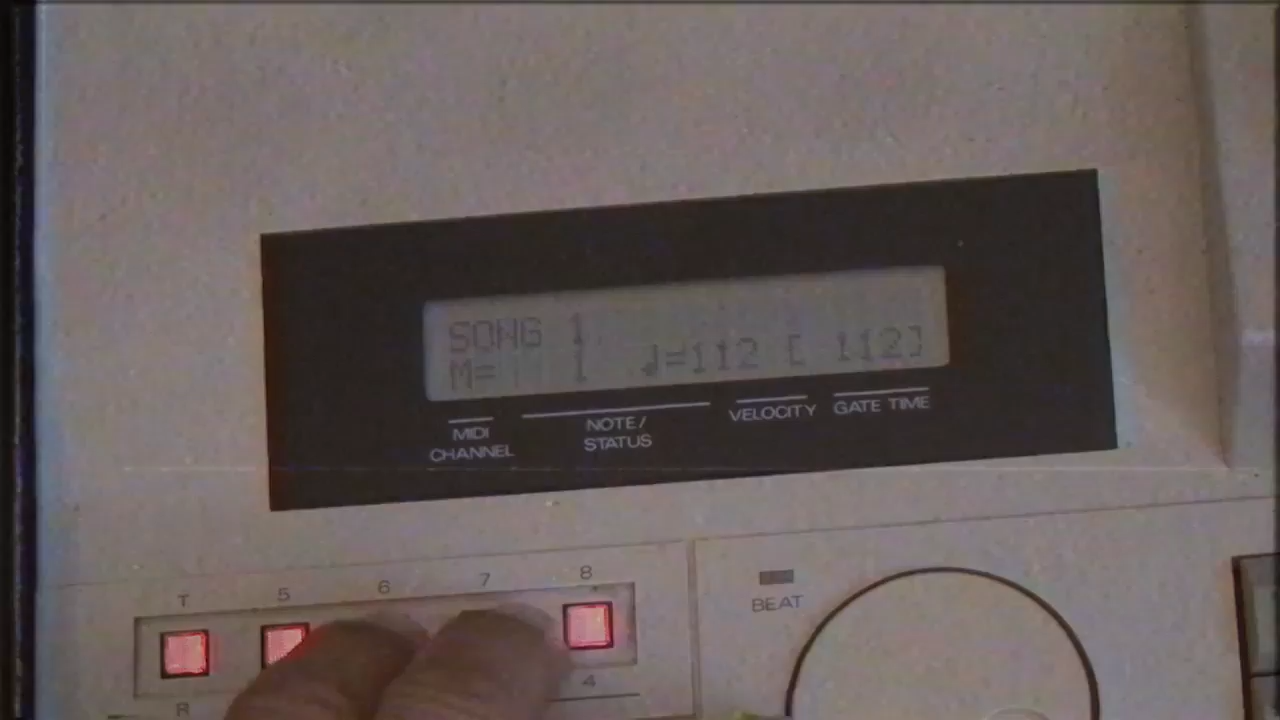 SONG 1
M= 1 ♩=112 [ 112]
MIDI
CHANNEL
NOTE/
STATUS
VELOCITY
GATE TIME
T 5 6 7 8
BEAT
4
R